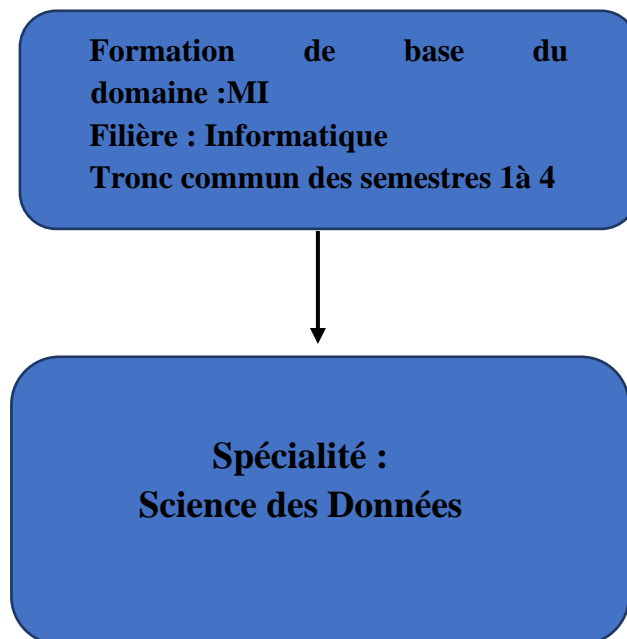 Formation de base du
domaine :MI
Filière : Informatique
Tronc commun des semestres 1à 4
Spécialité :
Science des Données